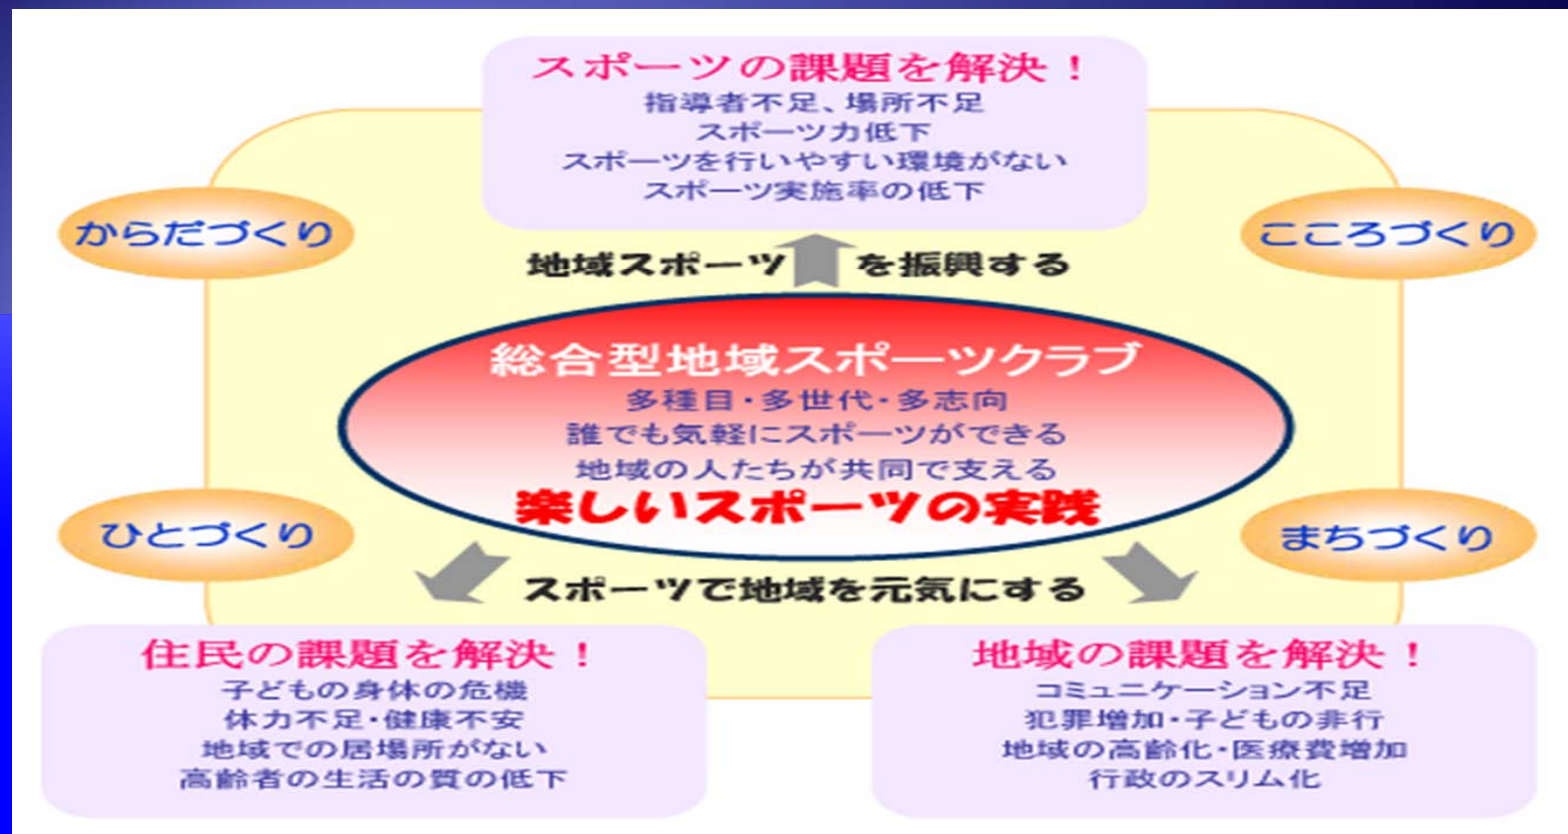 スポーツの課題を解決！
指導者不足、場所不足
スポーツ力低下
スポーツを行いやすい環境がない
スポーツ実施率の低下
からだづくり
こころづくり
地域スポーツを振興する
総合型地域スポーツクラブ
多種目・多世代・多志向
誰でも気軽にスポーツができる
地域の人たちが共同で支える
楽しいスポーツの実践
ひとづくり
まちづくり
スポーツで地域を元気にする
住民の課題を解決！
子どもの身体の危機
体力不足・健康不安
地域での居場所がない
高齢者の生活の質の低下
地域の課題を解決！
コミュニケーション不足
犯罪増加・子どもの非行
地域の高齢化・医療費増加
行政のスリム化